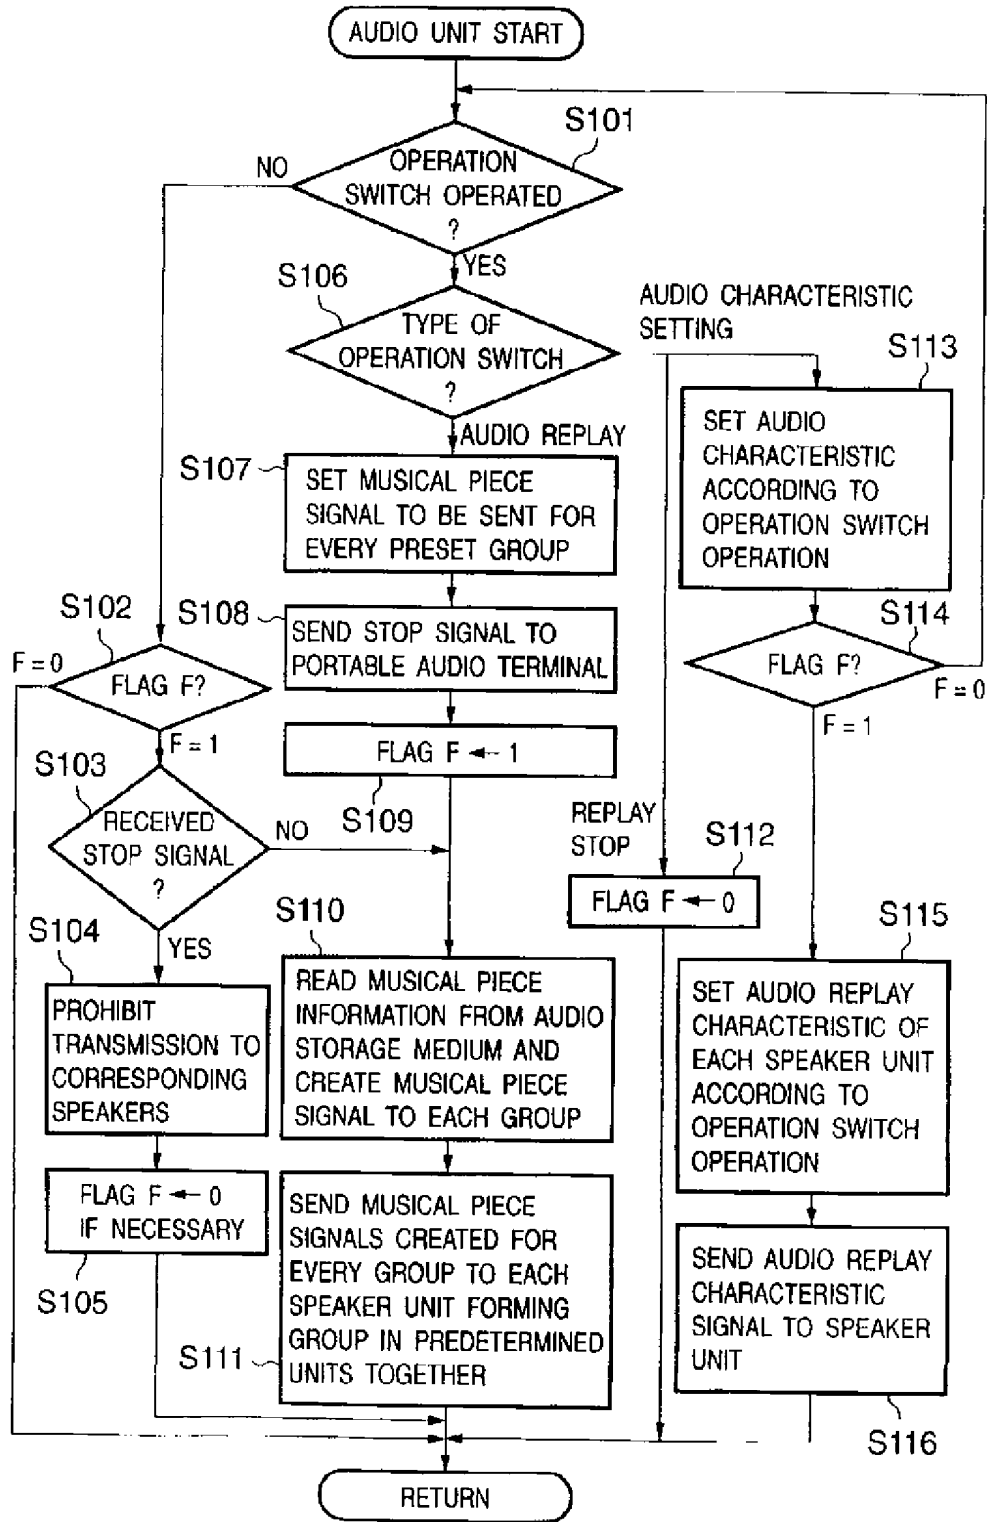 AUDIO UNIT START
S101
OPERATION
SWITCH OPERATED
?
NO
YES
S106
TYPE OF
OPERATION SWITCH
?
AUDIO CHARACTERISTIC
SETTING
AUDIO REPLAY
S107
SET MUSICAL PIECE
SIGNAL TO BE SENT FOR
EVERY PRESET GROUP
S108
SEND STOP SIGNAL TO
PORTABLE AUDIO TERMINAL
FLAG F ← 1
S109
S102
F = 0
FLAG F?
F = 1
S103
RECEIVED
STOP SIGNAL
?
NO
YES
S104
PROHIBIT
TRANSMISSION TO
CORRESPONDING
SPEAKERS
FLAG F ← 0
IF NECESSARY
S105
S110
READ MUSICAL PIECE
INFORMATION FROM AUDIO
STORAGE MEDIUM AND
CREATE MUSICAL PIECE
SIGNAL TO EACH GROUP
SEND MUSICAL PIECE
SIGNALS CREATED FOR
EVERY GROUP TO EACH
SPEAKER UNIT FORMING
GROUP IN PREDETERMINED
UNITS TOGETHER
S111
REPLAY
STOP
S112
FLAG F ← 0
S113
SET AUDIO
CHARACTERISTIC
ACCORDING TO
OPERATION SWITCH
OPERATION
S114
FLAG F?
F = 0
F = 1
S115
SET AUDIO REPLAY
CHARACTERISTIC OF
EACH SPEAKER UNIT
ACCORDING TO
OPERATION SWITCH
OPERATION
SEND AUDIO REPLAY
CHARACTERISTIC
SIGNAL TO SPEAKER
UNIT
S116
RETURN